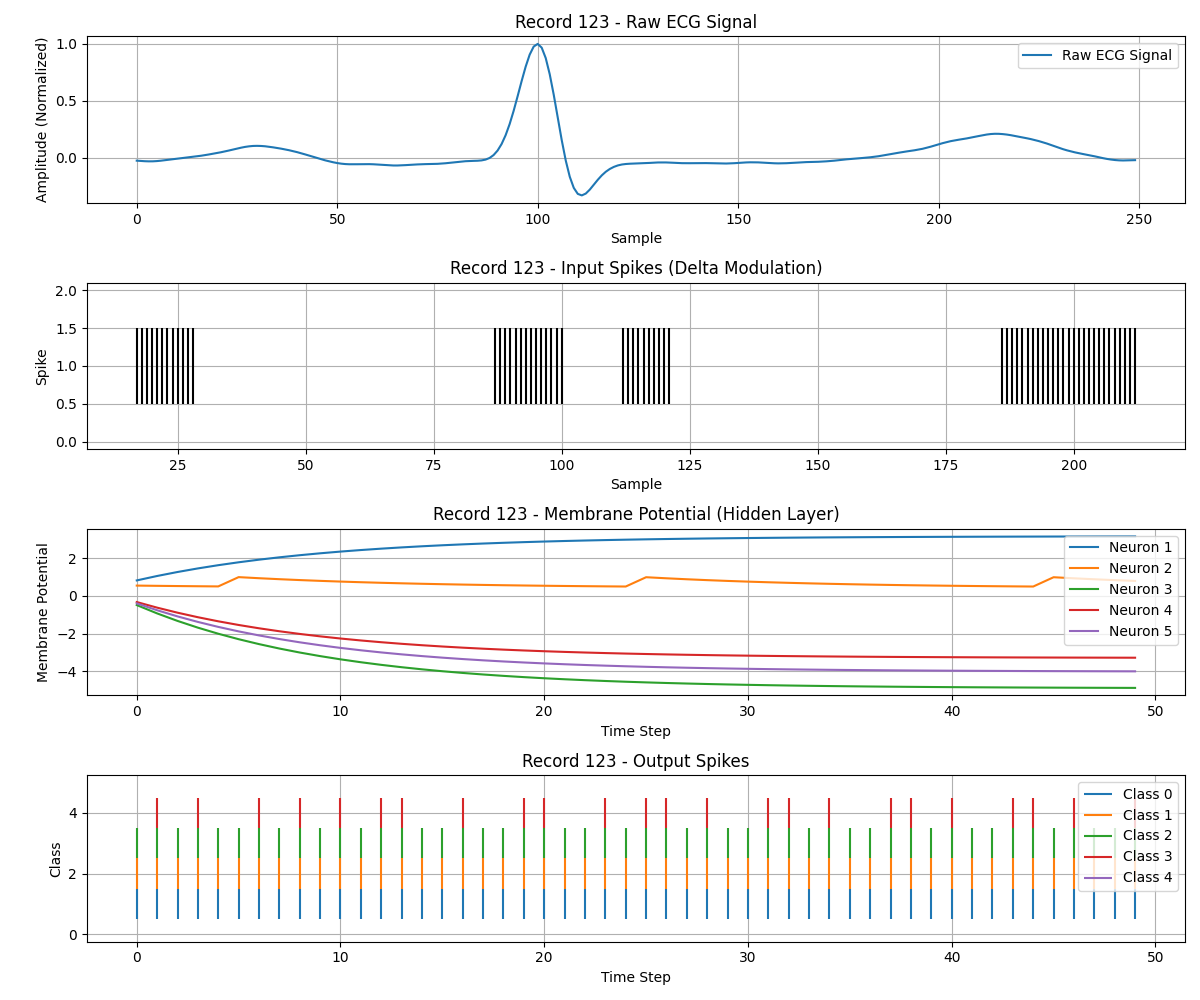 Record 123 - Raw ECG Signal
Amplitude (Normalized)
1.0
0.5
0.0
Raw ECG Signal
0 50 100 150 200 250
Sample
Record 123 - Input Spikes (Delta Modulation)
Spike
2.0
1.5
1.0
0.5
0.0
25 50 75 100 125 150 175 200
Sample
Record 123 - Membrane Potential (Hidden Layer)
Membrane Potential
2
0
−2
−4
Neuron 1
Neuron 2
Neuron 3
Neuron 4
Neuron 5
0 10 20 30 40 50
Time Step
Record 123 - Output Spikes
Class
4
2
0
Class 0
Class 1
Class 2
Class 3
Class 4
0 10 20 30 40 50
Time Step